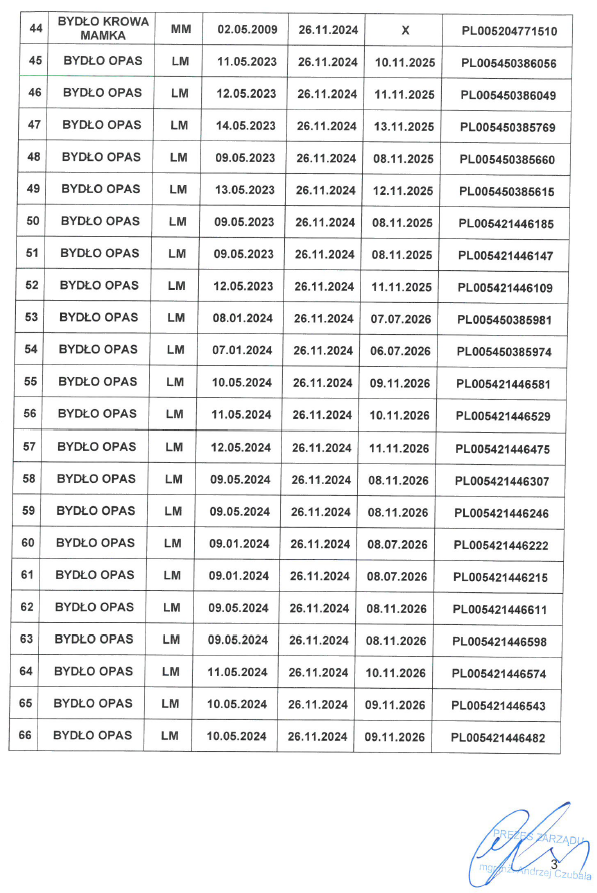 44 BYDŁO KROWA MAMKA MM 02.05.2009 26.11.2024 X PL005204771510
45 BYDŁO OPAS LM 11.05.2023 26.11.2024 10.11.2025 PL005450386056
46 BYDŁO OPAS LM 12.05.2023 26.11.2024 11.11.2025 PL005450386049
47 BYDŁO OPAS LM 14.05.2023 26.11.2024 13.11.2025 PL005450385769
48 BYDŁO OPAS LM 09.05.2023 26.11.2024 08.11.2025 PL005450385660
49 BYDŁO OPAS LM 13.05.2023 26.11.2024 12.11.2025 PL005450385615
50 BYDŁO OPAS LM 09.05.2023 26.11.2024 08.11.2025 PL005421446185
51 BYDŁO OPAS LM 09.05.2023 26.11.2024 08.11.2025 PL005421446147
52 BYDŁO OPAS LM 12.05.2023 26.11.2024 11.11.2025 PL005421446109
53 BYDŁO OPAS LM 08.01.2024 26.11.2024 07.07.2026 PL005450385981
54 BYDŁO OPAS LM 07.01.2024 26.11.2024 06.07.2026 PL005450385974
55 BYDŁO OPAS LM 10.05.2024 26.11.2024 09.11.2026 PL005421446581
56 BYDŁO OPAS LM 11.05.2024 26.11.2024 10.11.2026 PL005421446529
57 BYDŁO OPAS LM 12.05.2024 26.11.2024 11.11.2026 PL005421446475
58 BYDŁO OPAS LM 09.05.2024 26.11.2024 08.11.2026 PL005421446307
59 BYDŁO OPAS LM 09.05.2024 26.11.2024 08.11.2026 PL005421446246
60 BYDŁO OPAS LM 09.01.2024 26.11.2024 08.07.2026 PL005421446222
61 BYDŁO OPAS LM 09.01.2024 26.11.2024 08.07.2026 PL005421446215
62 BYDŁO OPAS LM 09.05.2024 26.11.2024 08.11.2026 PL005421446611
63 BYDŁO OPAS LM 09.05.2024 26.11.2024 08.11.2026 PL005421446598
64 BYDŁO OPAS LM 11.05.2024 26.11.2024 10.11.2026 PL005421446574
65 BYDŁO OPAS LM 10.05.2024 26.11.2024 09.11.2026 PL005421446543
66 BYDŁO OPAS LM 10.05.2024 26.11.2024 09.11.2026 PL005421446482
PREZES ZARZĄDU
3
Andrzej Czubala